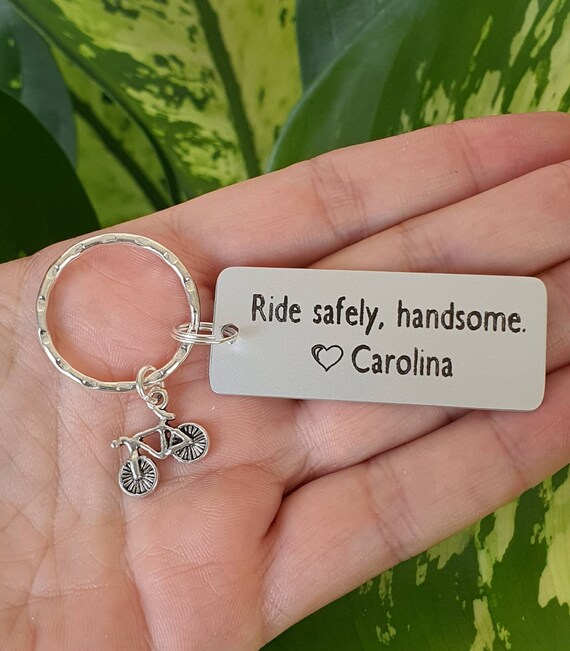 Ride safely, handsome.
♡ Carolina